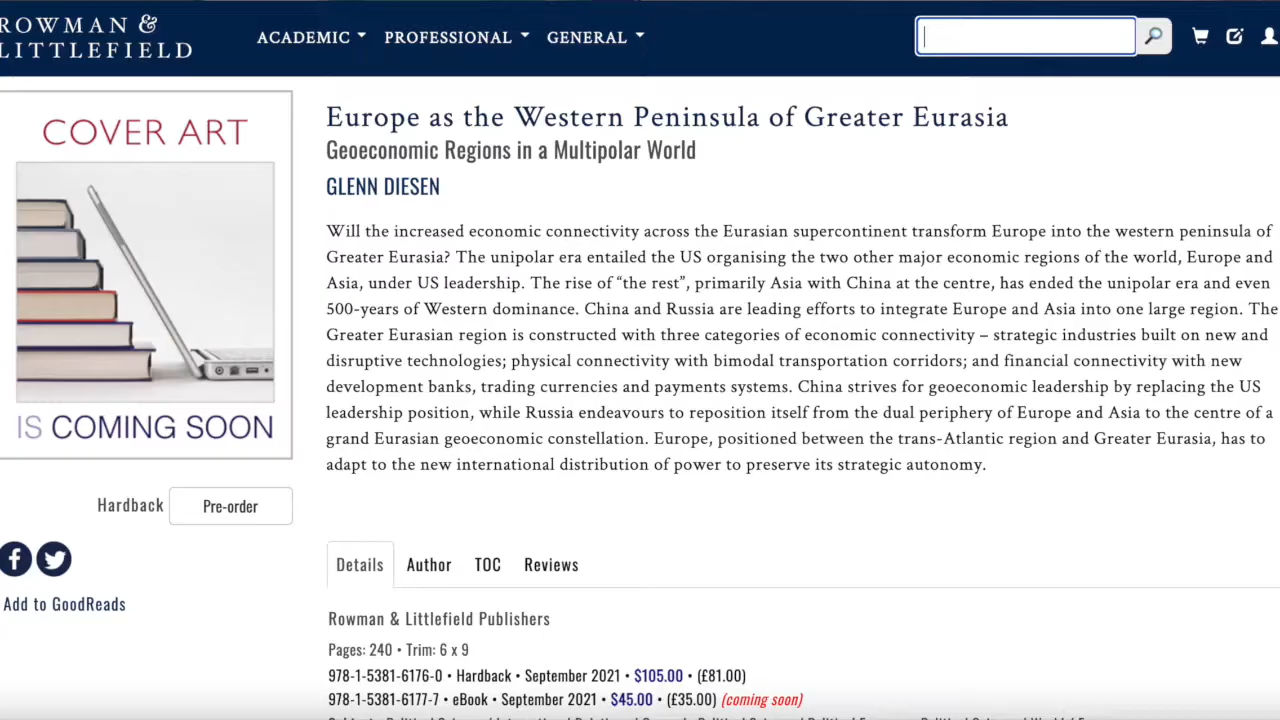 ROWMAN &
LITTLEFIELD
ACADEMIC PROFESSIONAL GENERAL
COVER ART
IS COMING SOON
Hardback Pre-order
Add to GoodReads
Europe as the Western Peninsula of Greater Eurasia
Geoeconomic Regions in a Multipolar World
GLENN DIESEN
Will the increased economic connectivity across the Eurasian supercontinent transform Europe into the western peninsula of
Greater Eurasia? The unipolar era entailed the US organising the two other major economic regions of the world, Europe and
Asia, under US leadership. The rise of “the rest”, primarily Asia with China at the centre, has ended the unipolar era and even
500-years of Western dominance. China and Russia are leading efforts to integrate Europe and Asia into one large region. The
Greater Eurasian region is constructed with three categories of economic connectivity – strategic industries built on new and
disruptive technologies; physical connectivity with bimodal transportation corridors; and financial connectivity with new
development banks, trading currencies and payments systems. China strives for geoeconomic leadership by replacing the US
leadership position, while Russia endeavours to reposition itself from the dual periphery of Europe and Asia to the centre of a
grand Eurasian geoeconomic constellation. Europe, positioned between the trans-Atlantic region and Greater Eurasia, has to
adapt to the new international distribution of power to preserve its strategic autonomy.
Details Author TOC Reviews
Rowman & Littlefield Publishers
Pages: 240 • Trim: 6 x 9
978-1-5381-6176-0 • Hardback • September 2021 • $105.00 • (£81.00)
978-1-5381-6177-7 • eBook • September 2021 • $45.00 • (£35.00) (coming soon)